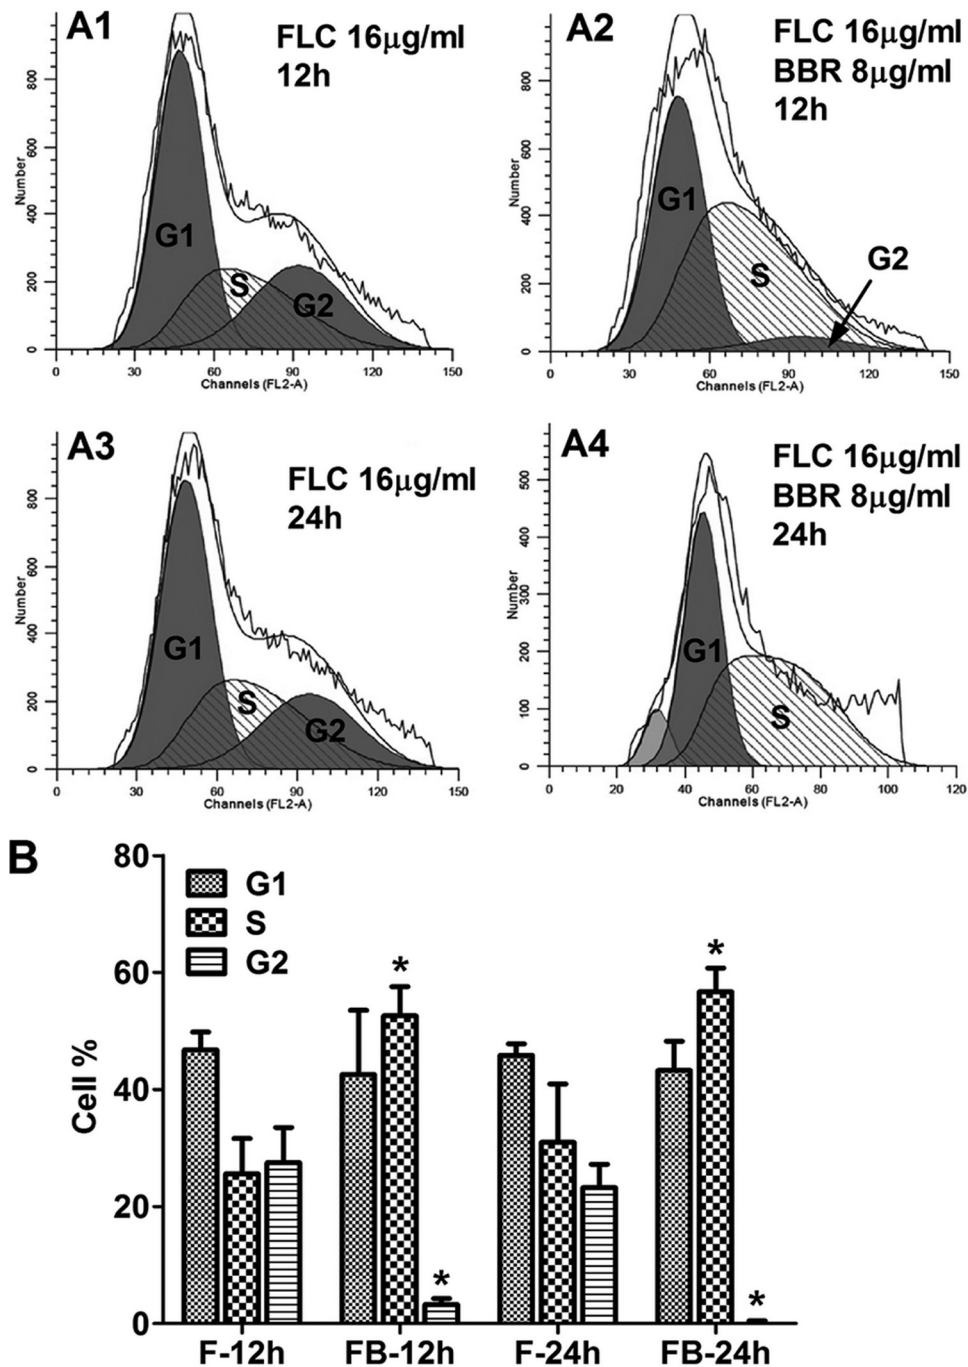 A1
FLC 16μg/ml
12h
Number
800
600
400
200
0
G1
S
G2
0 30 60 90 120 150
Channels (FL2-A)
A2
FLC 16μg/ml
BBR 8μg/ml
12h
Number
800
600
400
200
0
G1
S
G2
0 30 60 90 120 150
Channels (FL2-A)
A3
FLC 16μg/ml
24h
Number
800
600
400
200
0
G1
S
G2
0 30 60 90 120 150
Channels (FL2-A)
A4
FLC 16μg/ml
BBR 8μg/ml
24h
Number
500
400
300
200
100
0
G1
S
0 20 40 60 80 100 120
Channels (FL2-A)
B
Cell %
80
60
40
20
0
G1
S
G2
*
*
*
*
F-12h FB-12h F-24h FB-24h